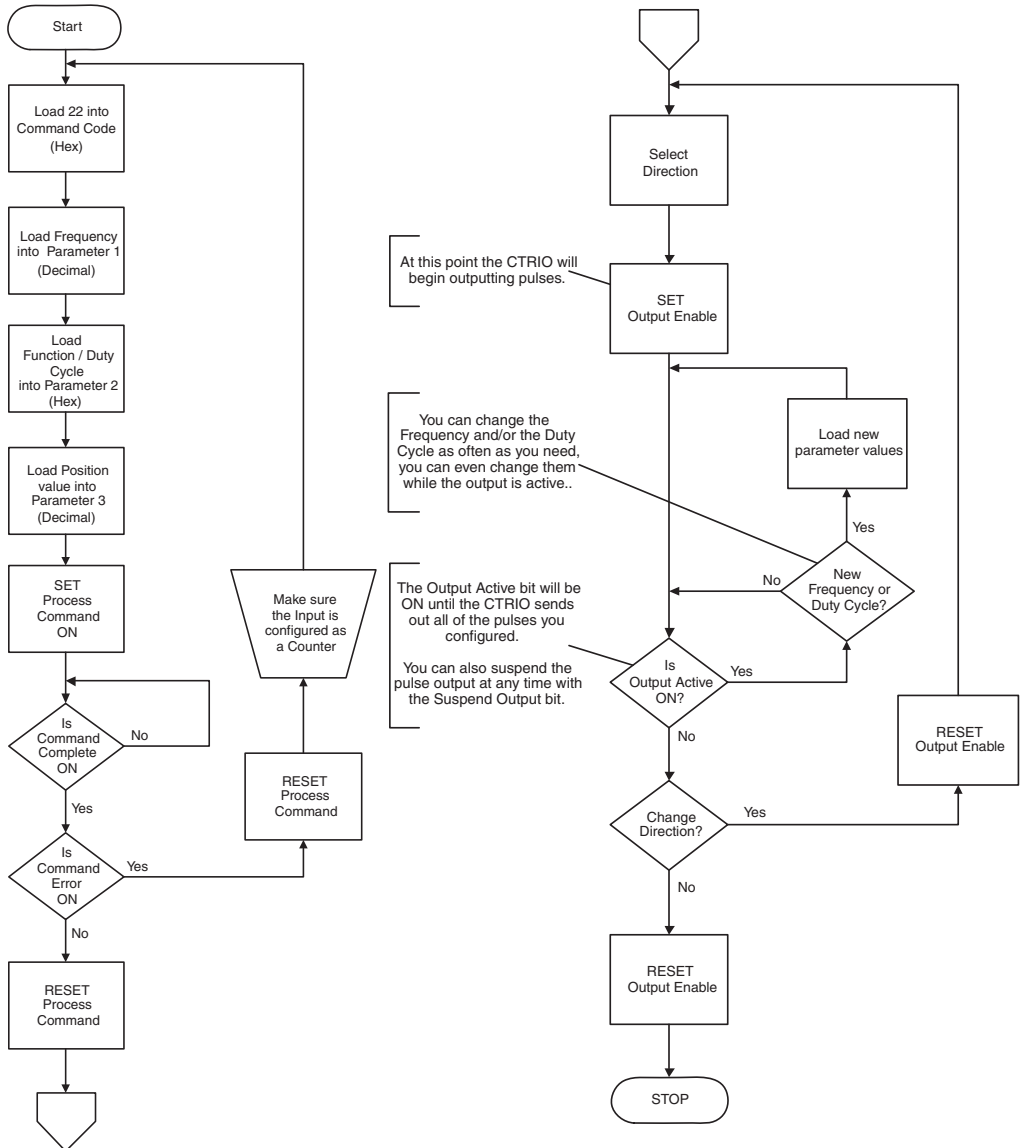 Start
Load 22 into
Command Code
(Hex)
Load Frequency
into Parameter 1
(Decimal)
Load
Function / Duty
Cycle
into Parameter 2
(Hex)
Load Position
value into
Parameter 3
(Decimal)
SET
Process
Command
ON
Is
Command
Complete
ON
No
Yes
Is
Command
Error
ON
Yes
No
RESET
Process
Command
RESET
Process
Command
Make sure
the Input is
configured as
a Counter
Select
Direction
At this point the CTRIO will
begin outputting pulses.
SET
Output Enable
You can change the
Frequency and/or the Duty
Cycle as often as you need,
you can even change them
while the output is active..
Load new
parameter values
Yes
New
Frequency or
Duty Cycle?
No
The Output Active bit will be
ON until the CTRIO sends
out all of the pulses you
configured.
You can also suspend the
pulse output at any time with
the Suspend Output bit.
Is
Output Active
ON?
Yes
No
RESET
Output Enable
Change
Direction?
Yes
No
RESET
Output Enable
STOP